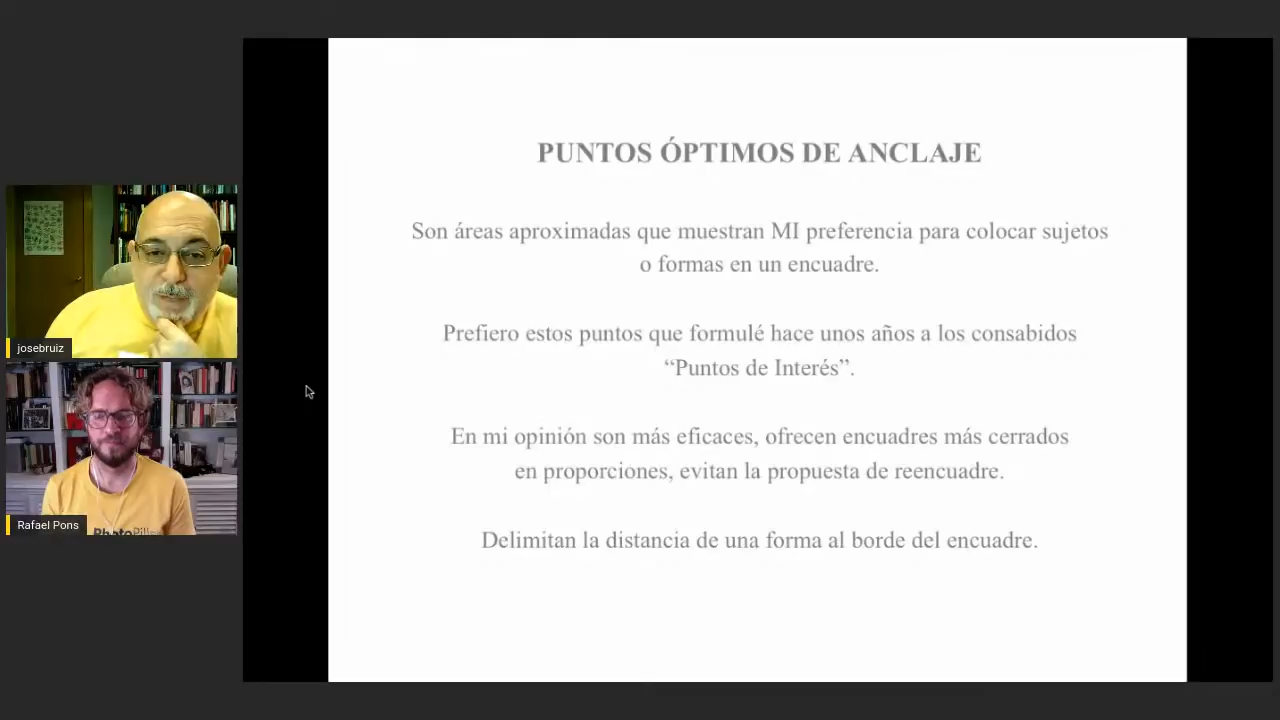 PUNTOS ÓPTIMOS DE ANCLAJE
Son áreas aproximadas que muestran MI preferencia para colocar sujetos
o formas en un encuadre.
Prefiero estos puntos que formulé hace unos años a los consabidos
“Puntos de Interés”.
En mi opinión son más eficaces, ofrecen encuadres más cerrados
en proporciones, evitan la propuesta de reencuadre.
Delimitan la distancia de una forma al borde del encuadre.
josebruiz
Rafael Pons